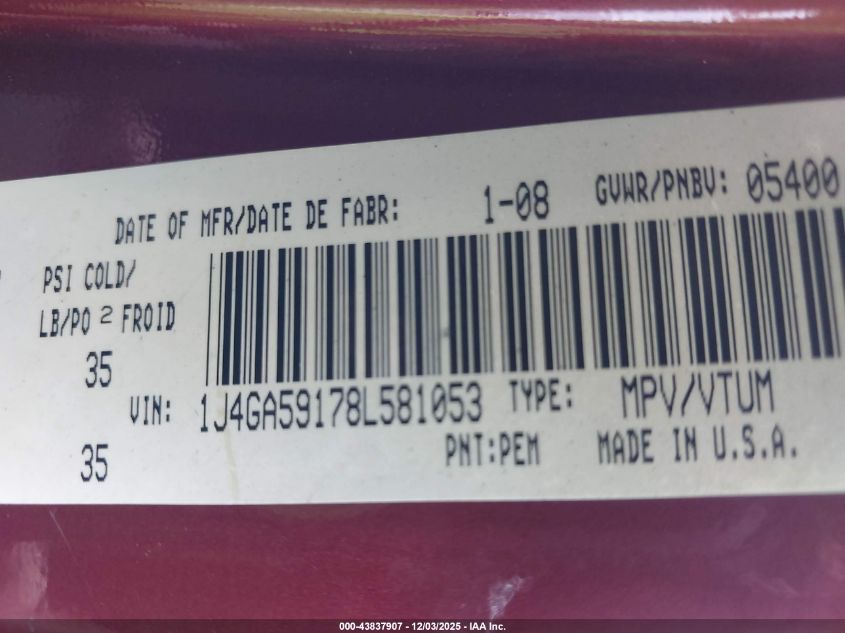 DATE OF MFR/DATE DE FABR: 1-08 GVWR/PNBV: 05400
PSI COLD/
LB/PO 2 FROID
35
VIN: 1J4GA59178L581053 TYPE: MPV/VTUM
35 PNT:PEM MADE IN U.S.A.
000-43837907 - 12/03/2025 - IAA Inc.